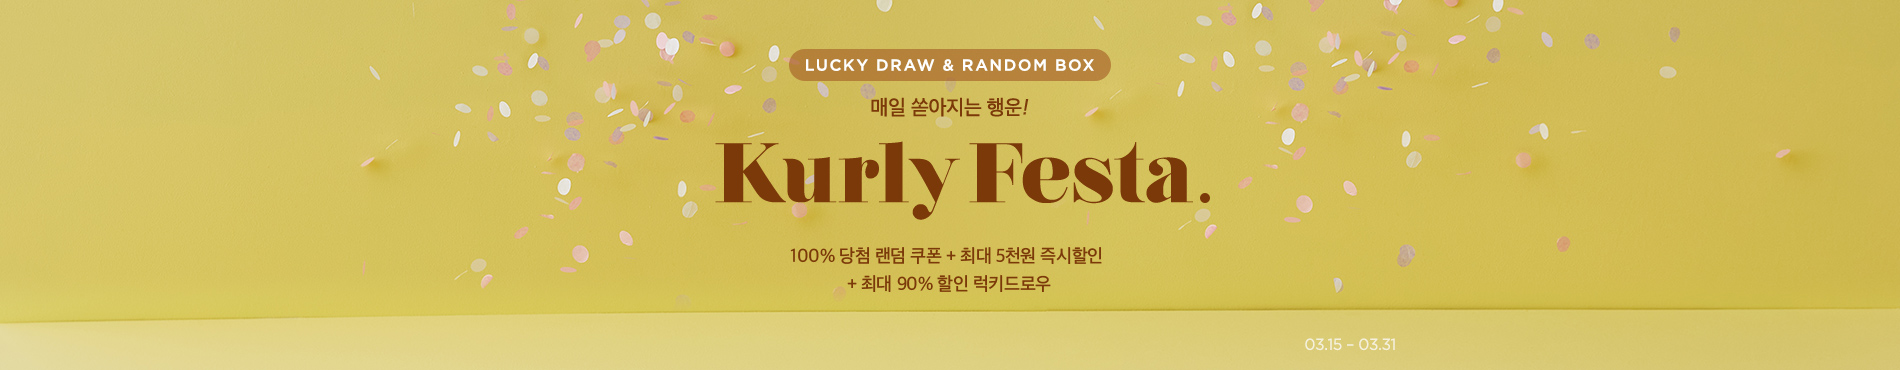 LUCKY DRAW & RANDOM BOX
매일 쏟아지는 행운!
Kurly Festa.
100% 당첨 랜덤 쿠폰 + 최대 5천원 즉시할인
+ 최대 90% 할인 럭키드로우
03.15 – 03.31